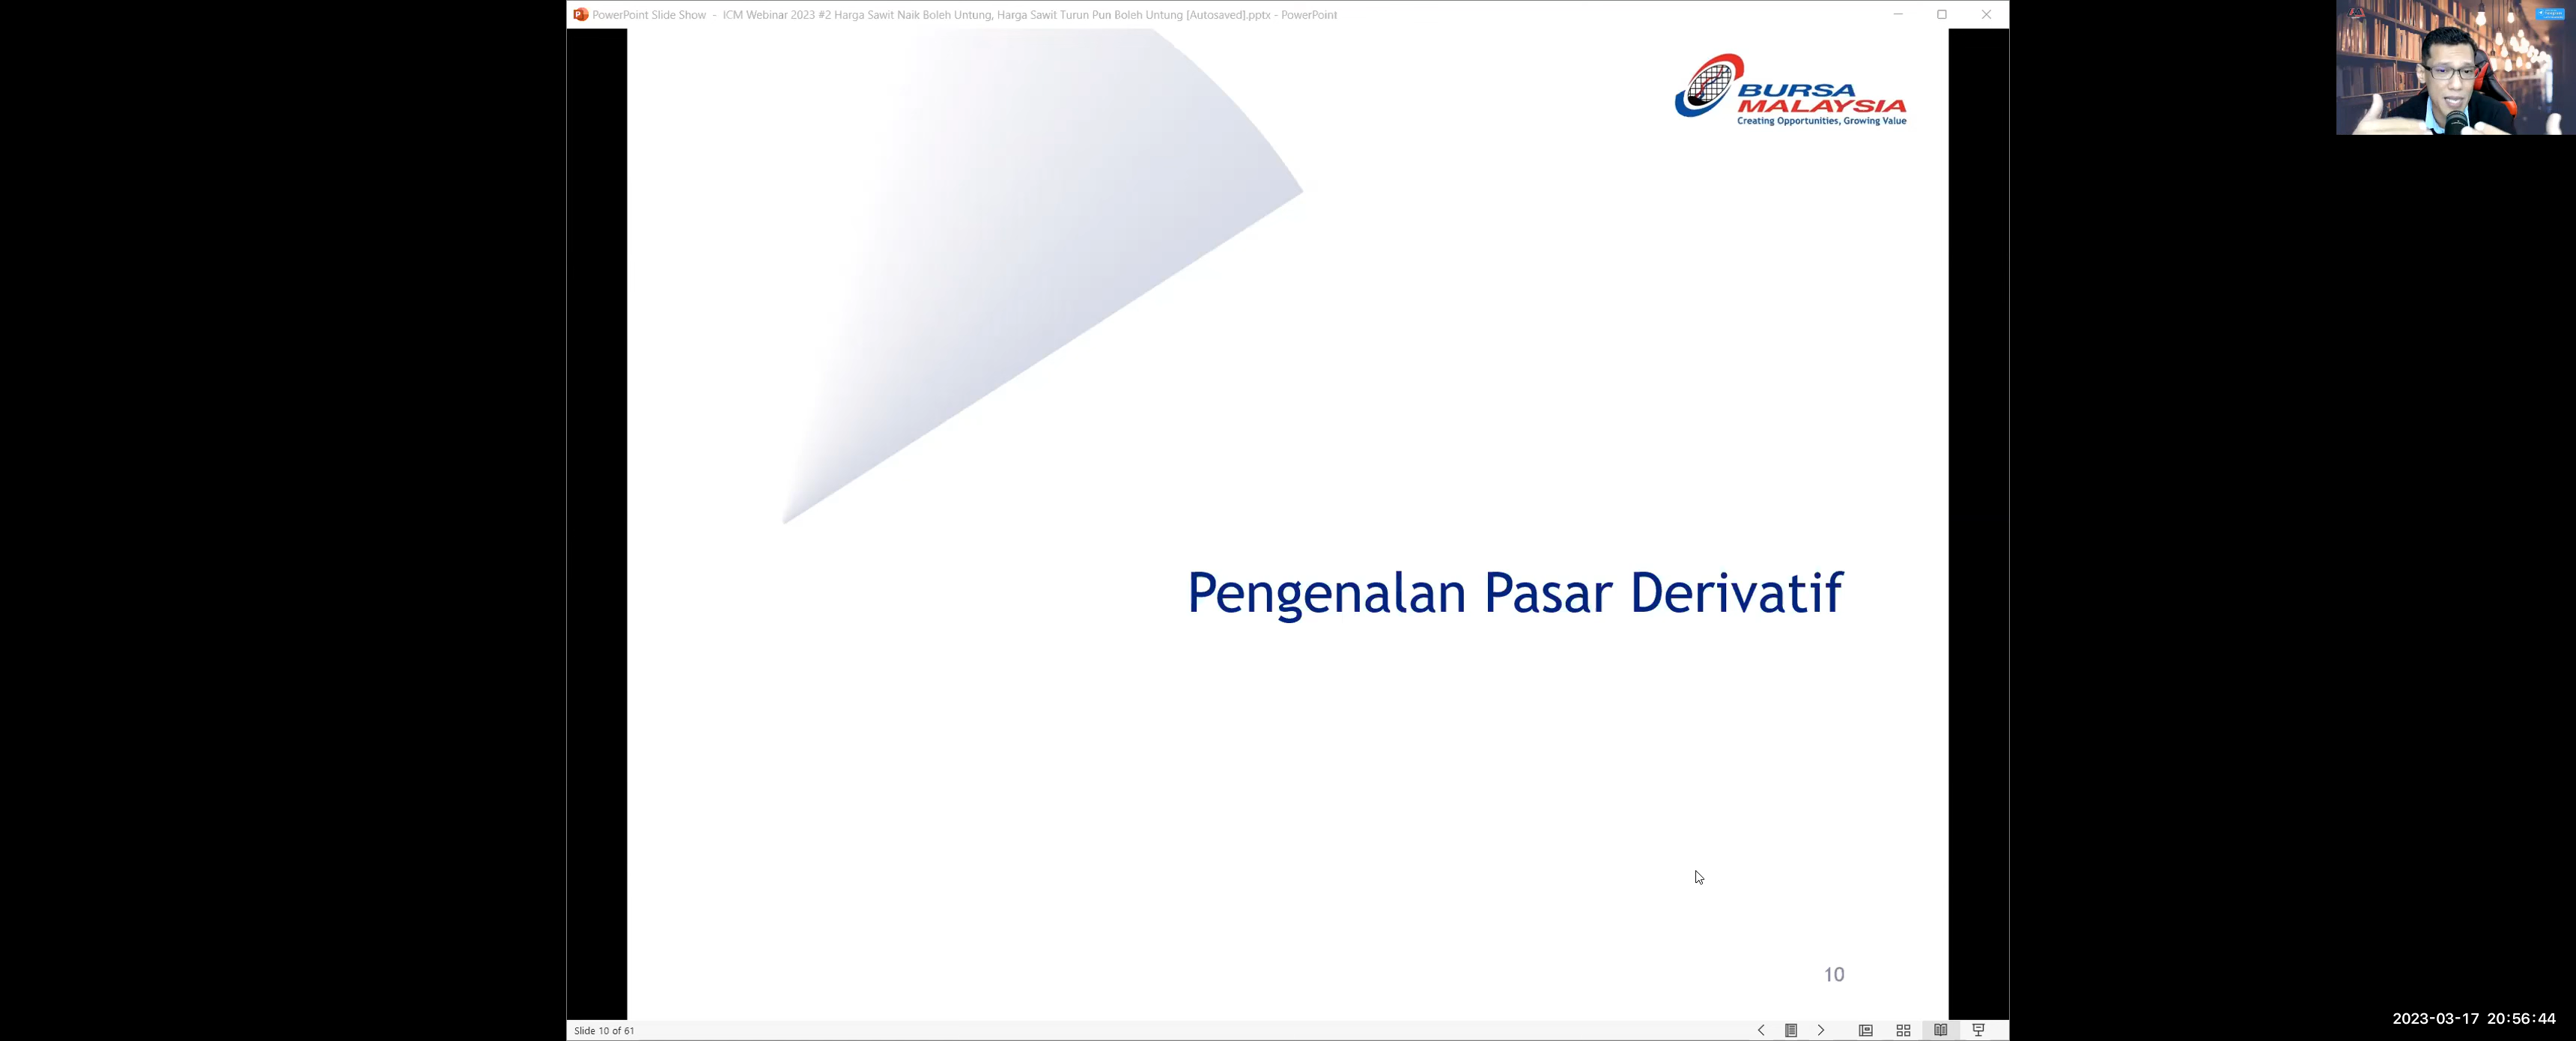 PowerPoint Slide Show - ICM Webinar 2023 #2 Harga Sawit Naik Boleh Untung, Harga Sawit Turun Pun Boleh Untung [Autosaved].pptx - PowerPoint
BURSA
MALAYSIA
Creating Opportunities, Growing Value
Pengenalan Pasar Derivatif
10
Slide 10 of 61
2023-03-17 20:56:44